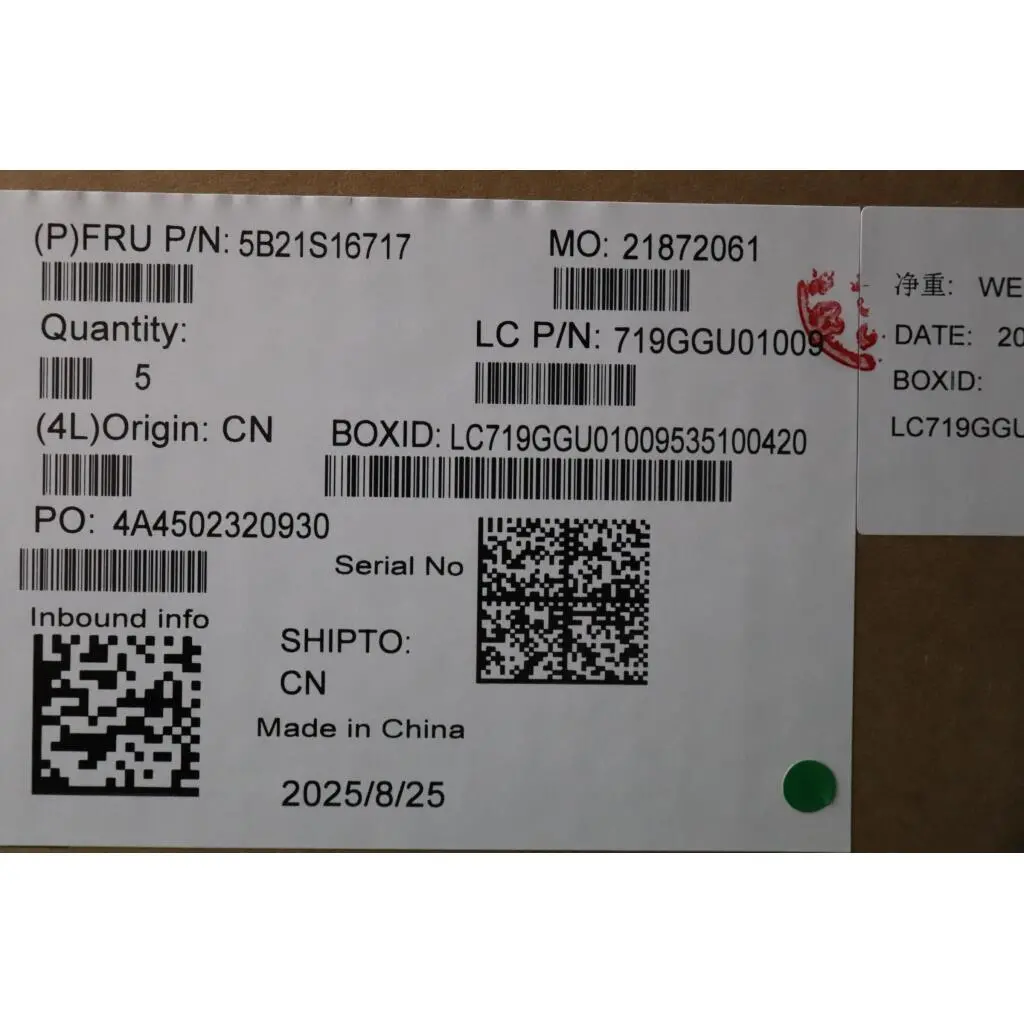 (P)FRU P/N: 5B21S16717
MO: 21872061
Quantity:
5
LC P/N: 719GGU01009
(4L)Origin: CN
BOXID: LC719GGU01009535100420
PO: 4A4502320930
Serial No
Inbound info
SHIPTO:
CN
Made in China
2025/8/25
净重: WE
DATE: 20
BOXID:
LC719GGU